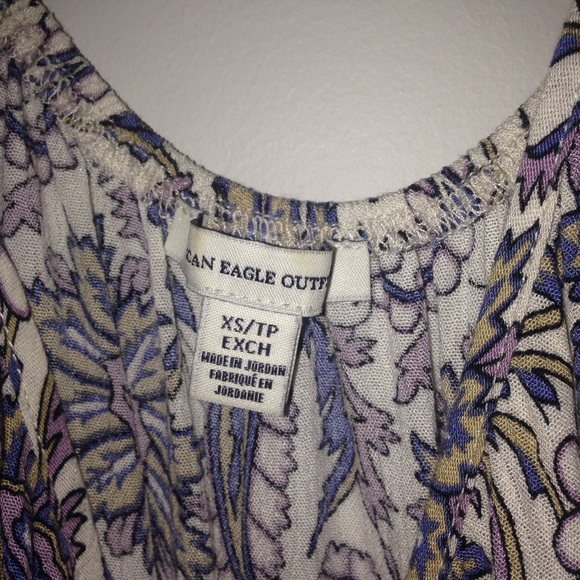 CAN EAGLE OUTF
XS/TP
EXCH
MADE IN JORDAN
FABRIQUÉ EN
JORDANIE